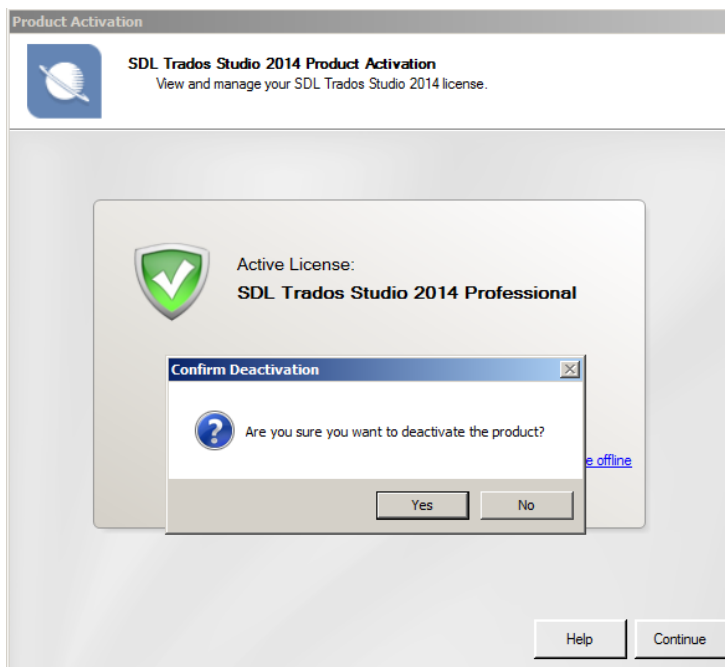 Product Activation
SDL Trados Studio 2014 Product Activation
View and manage your SDL Trados Studio 2014 license.
Active License:
SDL Trados Studio 2014 Professional
Confirm Deactivation
Are you sure you want to deactivate the product?
e offline
Yes
No
Help
Continue